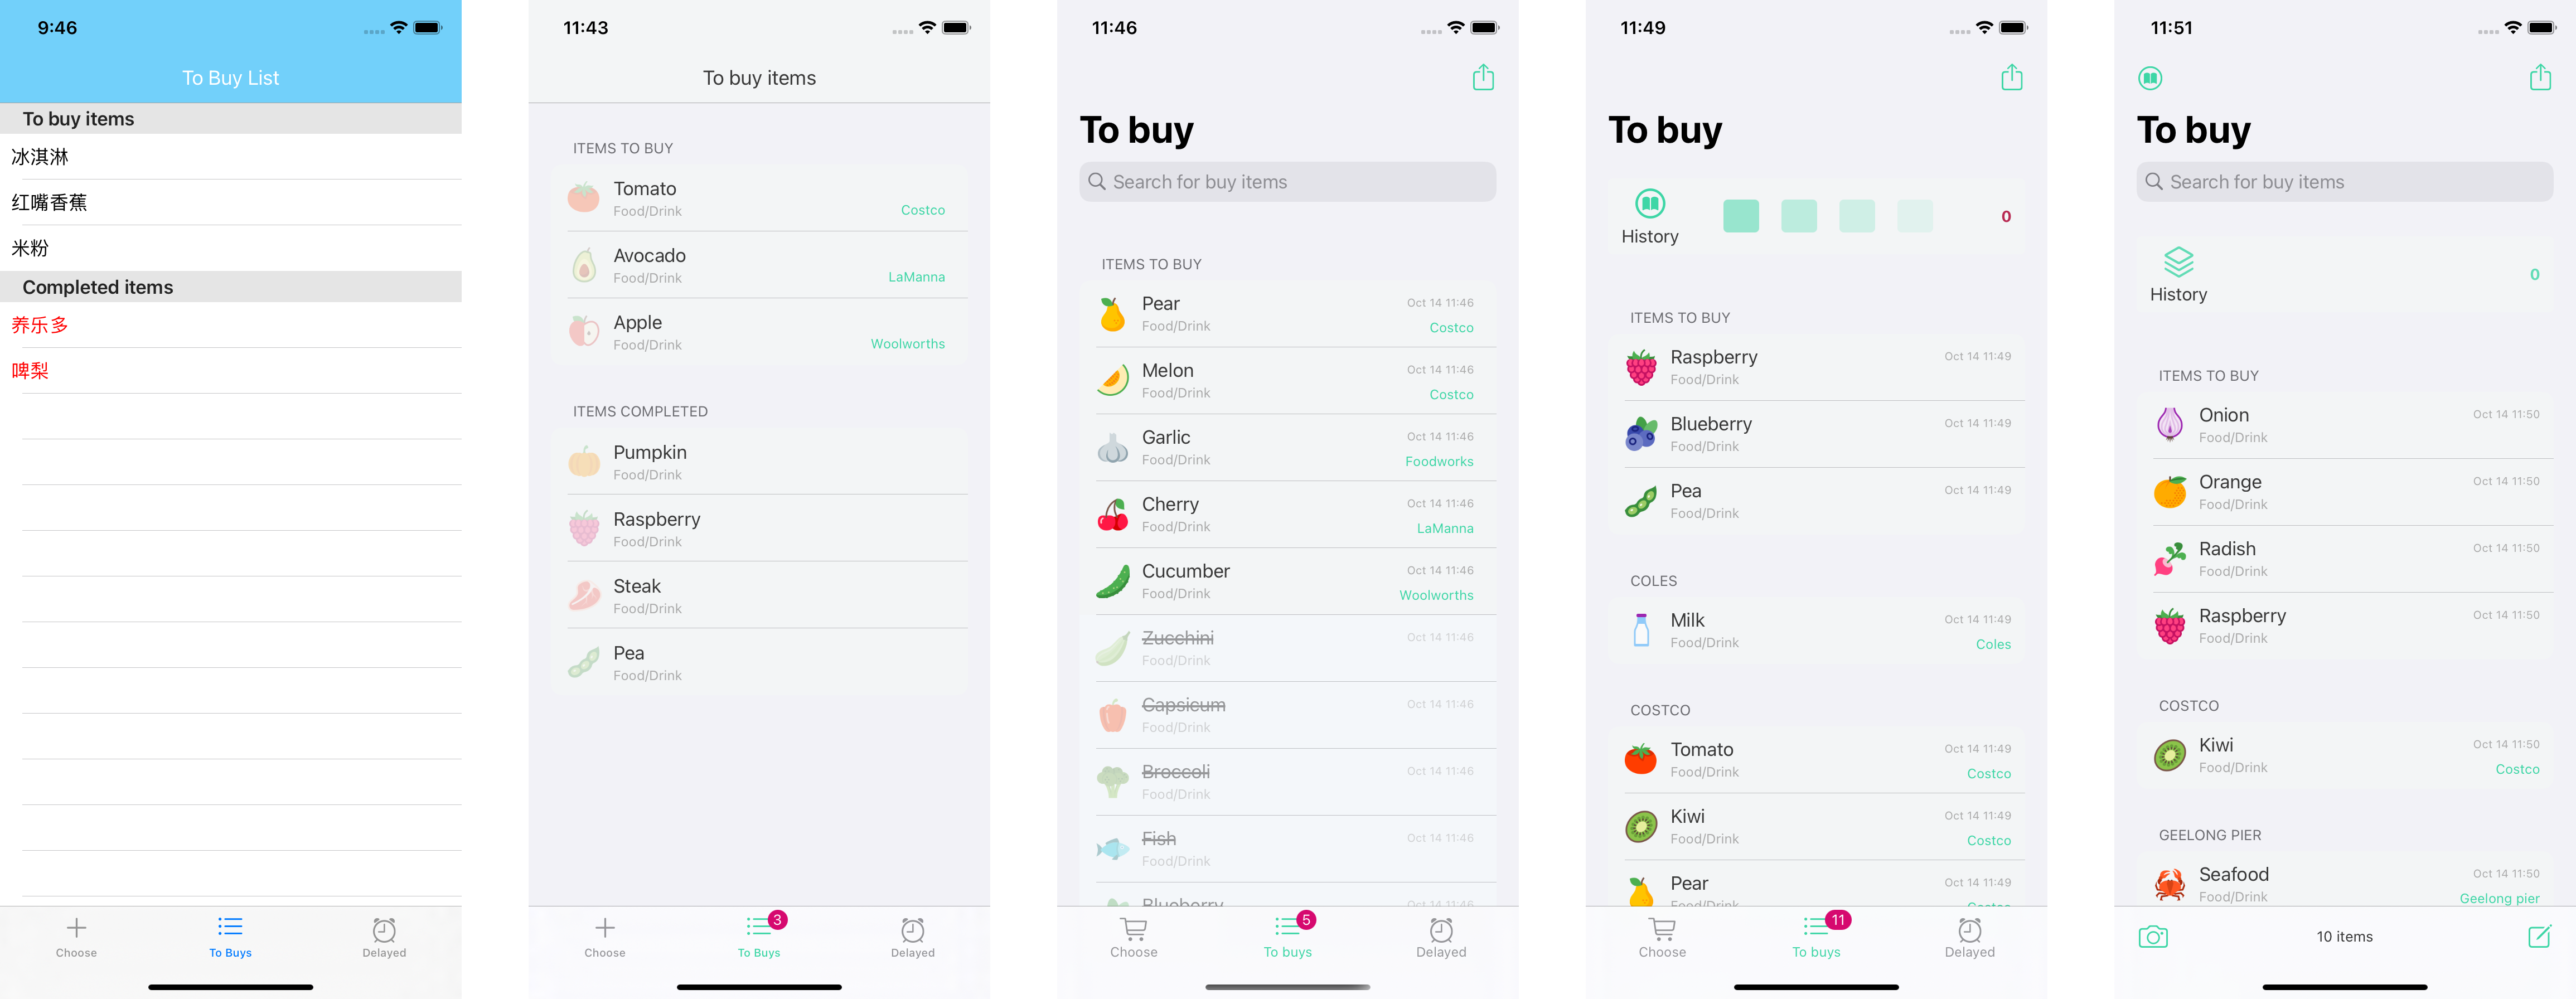 9:46
To Buy List
To buy items
冰淇淋
红嘴香蕉
米粉
Completed items
养乐多
啤梨
Choose
To Buys
Delayed
11:43
To buy items
ITEMS TO BUY
Tomato
Food/Drink
Costco
Avocado
Food/Drink
LaManna
Apple
Food/Drink
Woolworths
ITEMS COMPLETED
Pumpkin
Food/Drink
Raspberry
Food/Drink
Steak
Food/Drink
Pea
Food/Drink
Choose
3
To Buys
Delayed
11:46
To buy
Search for buy items
ITEMS TO BUY
Pear
Oct 14 11:46
Food/Drink
Costco
Melon
Oct 14 11:46
Food/Drink
Costco
Garlic
Oct 14 11:46
Food/Drink
Foodworks
Cherry
Oct 14 11:46
Food/Drink
LaManna
Cucumber
Oct 14 11:46
Food/Drink
Woolworths
Zucchini
Oct 14 11:46
Food/Drink
Capsicum
Oct 14 11:46
Food/Drink
Broccoli
Oct 14 11:46
Food/Drink
Fish
Oct 14 11:46
Food/Drink
Blueberry
Oct 14 11:46
Choose
5
To buys
Delayed
11:49
To buy
History
0
ITEMS TO BUY
Raspberry
Oct 14 11:49
Food/Drink
Blueberry
Oct 14 11:49
Food/Drink
Pea
Oct 14 11:49
Food/Drink
COLES
Milk
Oct 14 11:49
Food/Drink
Coles
COSTCO
Tomato
Oct 14 11:49
Food/Drink
Costco
Kiwi
Oct 14 11:49
Food/Drink
Costco
Pear
Oct 14 11:49
Costco
Choose
11
To buys
Delayed
11:51
To buy
Search for buy items
History
0
ITEMS TO BUY
Onion
Oct 14 11:50
Food/Drink
Orange
Oct 14 11:50
Food/Drink
Radish
Oct 14 11:50
Food/Drink
Raspberry
Oct 14 11:50
Food/Drink
COSTCO
Kiwi
Oct 14 11:50
Food/Drink
Costco
GEELONG PIER
Seafood
Oct 14 11:50
Food/Drink
Geelong pier
10 items